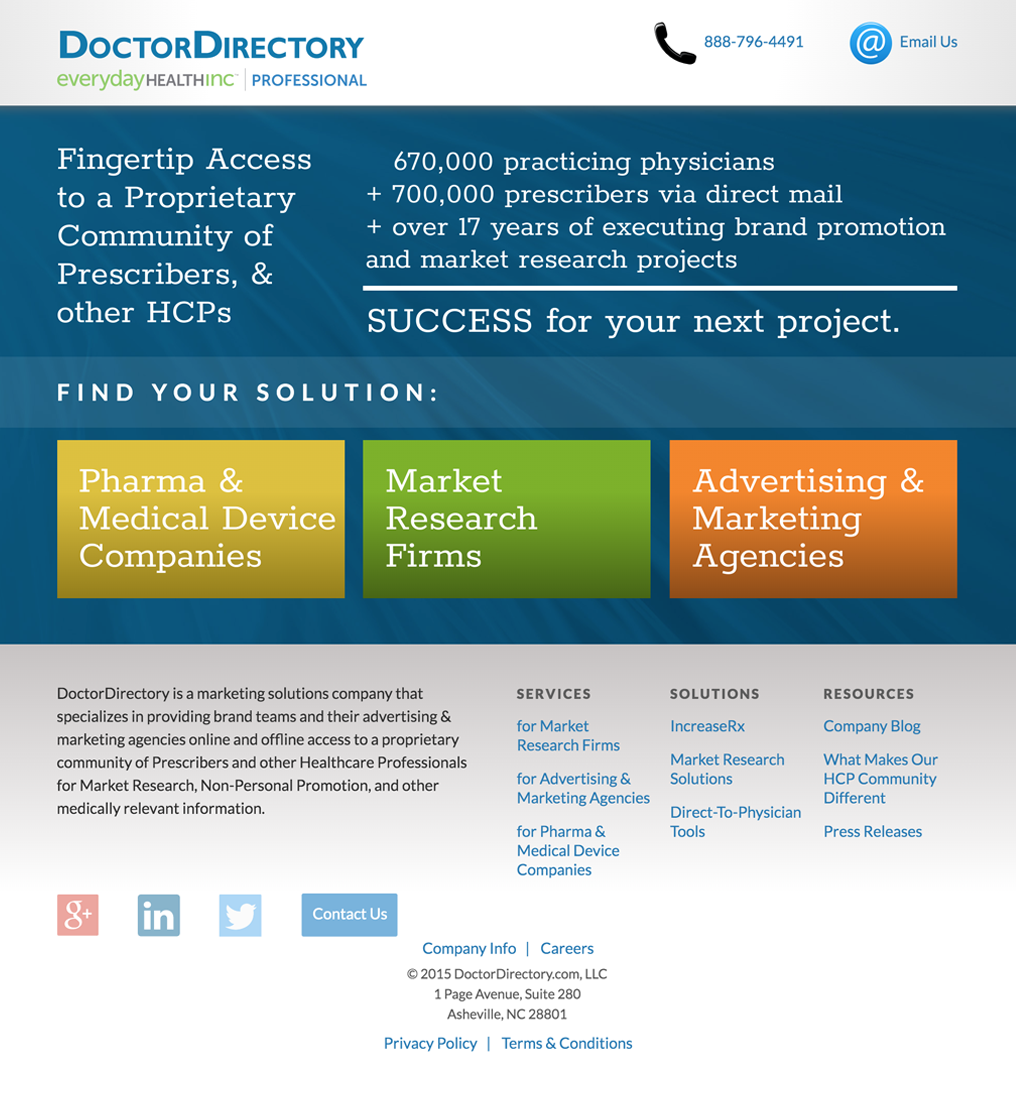 DOCTORDIRECTORY
everydayHEALTHINC™ | PROFESSIONAL
888-796-4491
@ Email Us
Fingertip Access
to a Proprietary
Community of
Prescribers, &
other HCPs
670,000 practicing physicians
+ 700,000 prescribers via direct mail
+ over 17 years of executing brand promotion
and market research projects
SUCCESS for your next project.
FIND YOUR SOLUTION:
Pharma &
Medical Device
Companies
Market
Research
Firms
Advertising &
Marketing
Agencies
DoctorDirectory is a marketing solutions company that
specializes in providing brand teams and their advertising &
marketing agencies online and offline access to a proprietary
community of Prescribers and other Healthcare Professionals
for Market Research, Non-Personal Promotion, and other
medically relevant information.
SERVICES
for Market
Research Firms
for Advertising &
Marketing Agencies
for Pharma &
Medical Device
Companies
SOLUTIONS
IncreaseRx
Market Research
Solutions
Direct-To-Physician
Tools
RESOURCES
Company Blog
What Makes Our
HCP Community
Different
Press Releases
g+
in
Contact Us
Company Info | Careers
© 2015 DoctorDirectory.com, LLC
1 Page Avenue, Suite 280
Asheville, NC 28801
Privacy Policy | Terms & Conditions